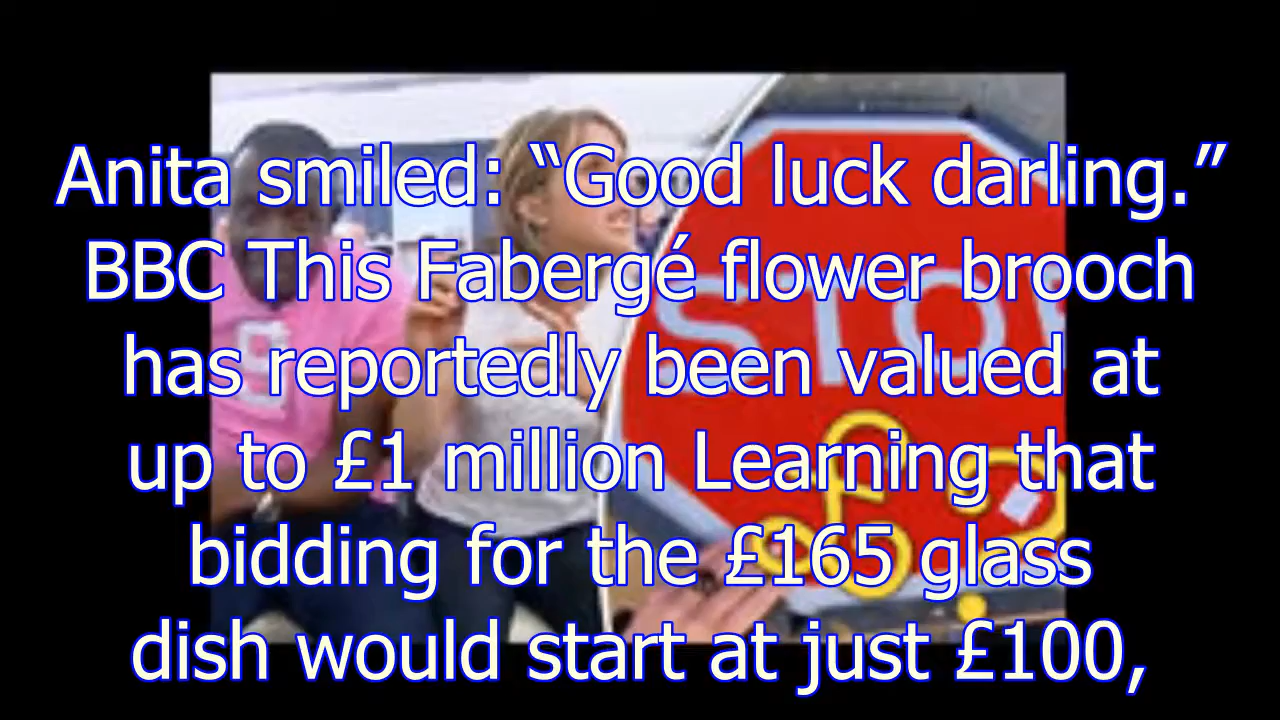 Anita smiled: “Good luck darling.”
BBC This Fabergé flower brooch
has reportedly been valued at
up to £1 million Learning that
bidding for the £165 glass
dish would start at just £100,
STOP